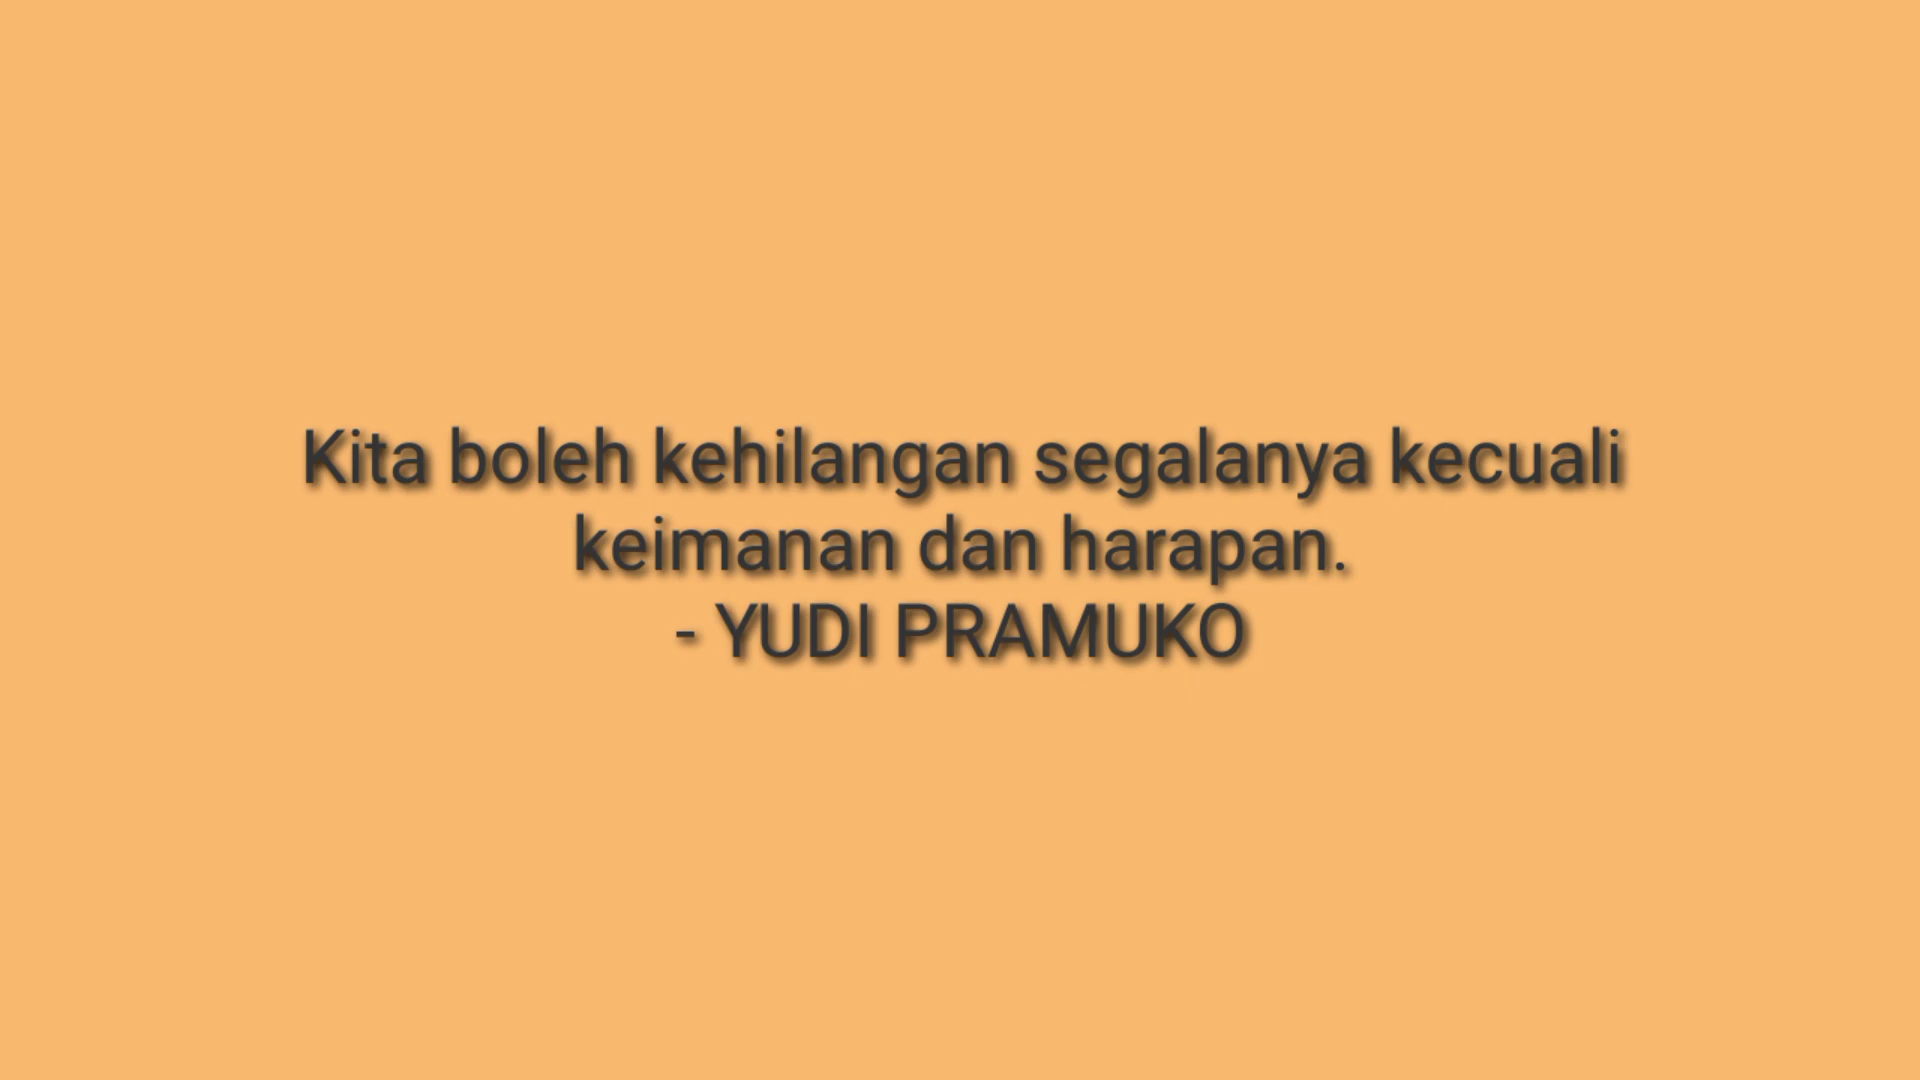 Kita boleh kehilangan segalanya kecuali
keimanan dan harapan.
- YUDI PRAMUKO